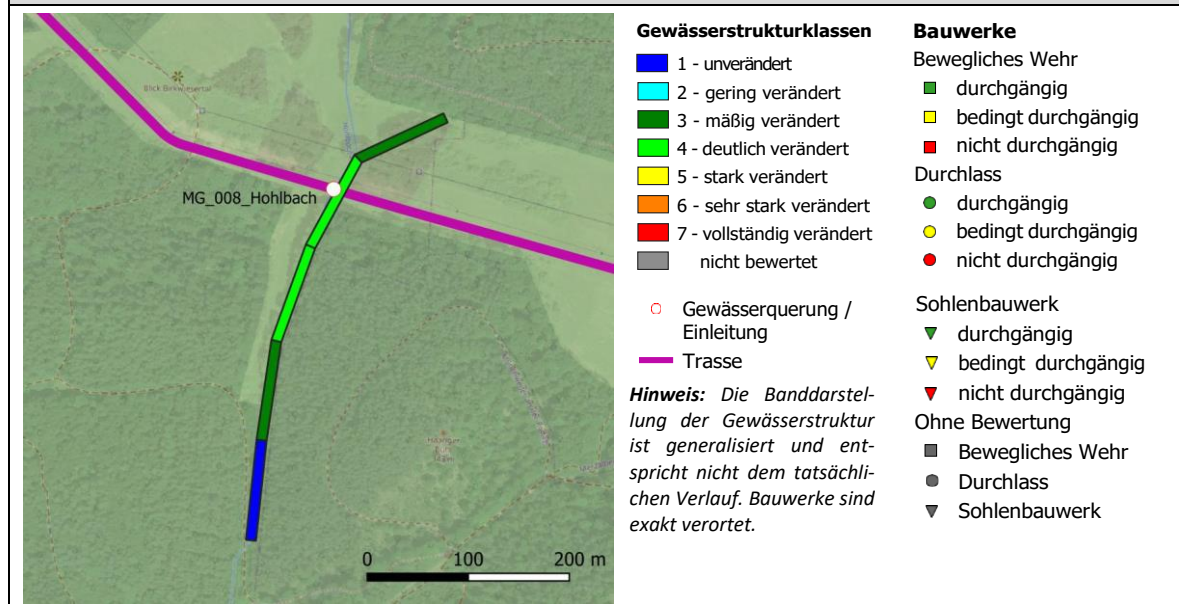 Blick Birkwiesertal
MG_008_Hohlbach
0 100 200 m
Gewässerstrukturklassen
1 - unverändert
2 - gering verändert
3 - mäßig verändert
4 - deutlich verändert
5 - stark verändert
6 - sehr stark verändert
7 - vollständig verändert
nicht bewertet
Gewässerquerung /
Einleitung
Trasse
Hinweis: Die Banddarstel-
lung der Gewässerstruktur
ist generalisiert und ent-
spricht nicht dem tatsächli-
chen Verlauf. Bauwerke sind
exakt verortet.
Bauwerke
Bewegliches Wehr
durchgängig
bedingt durchgängig
nicht durchgängig
Durchlass
durchgängig
bedingt durchgängig
nicht durchgängig
Sohlenbauwerk
durchgängig
bedingt durchgängig
nicht durchgängig
Ohne Bewertung
Bewegliches Wehr
Durchlass
Sohlenbauwerk